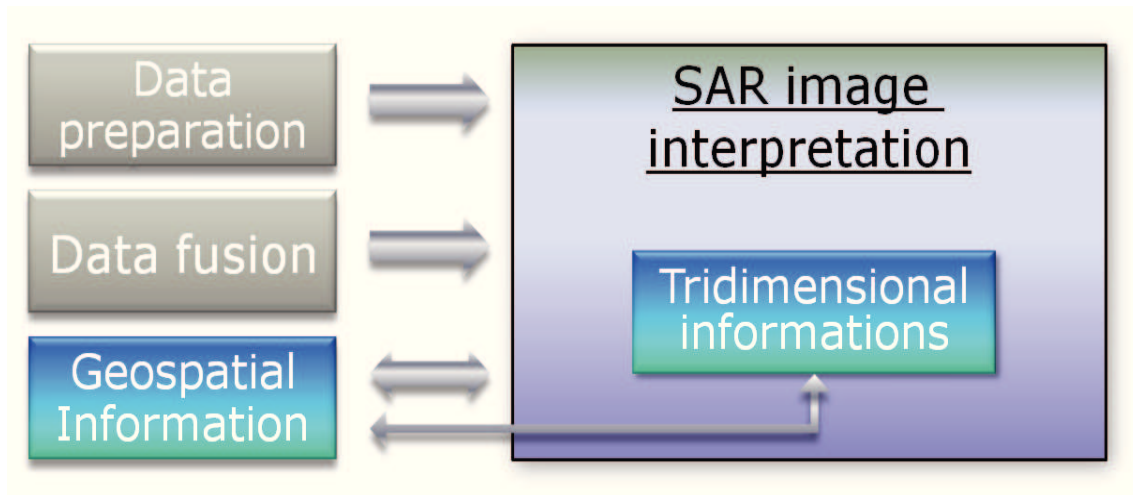 Data
preparation
Data fusion
Geospatial
Information
SAR image
interpretation
Tridimensional
informations